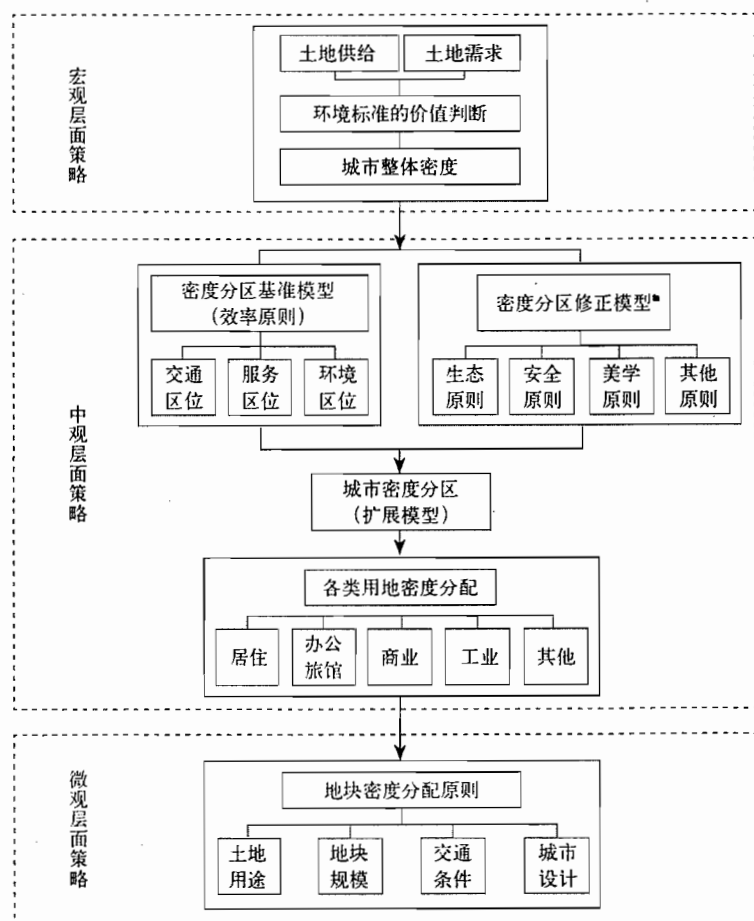 宏观层面策略
土地供给
土地需求
环境标准的价值判断
城市整体密度
中观层面策略
密度分区基准模型
（效率原则）
密度分区修正模型
交通
区位
服务
区位
环境
区位
生态
原则
安全
原则
美学
原则
其他
原则
城市密度分区
（扩展模型）
各类用地密度分配
居住
办公
旅馆
商业
工业
其他
微观层面策略
地块密度分配原则
土地
用途
地块
规模
交通
条件
城市
设计